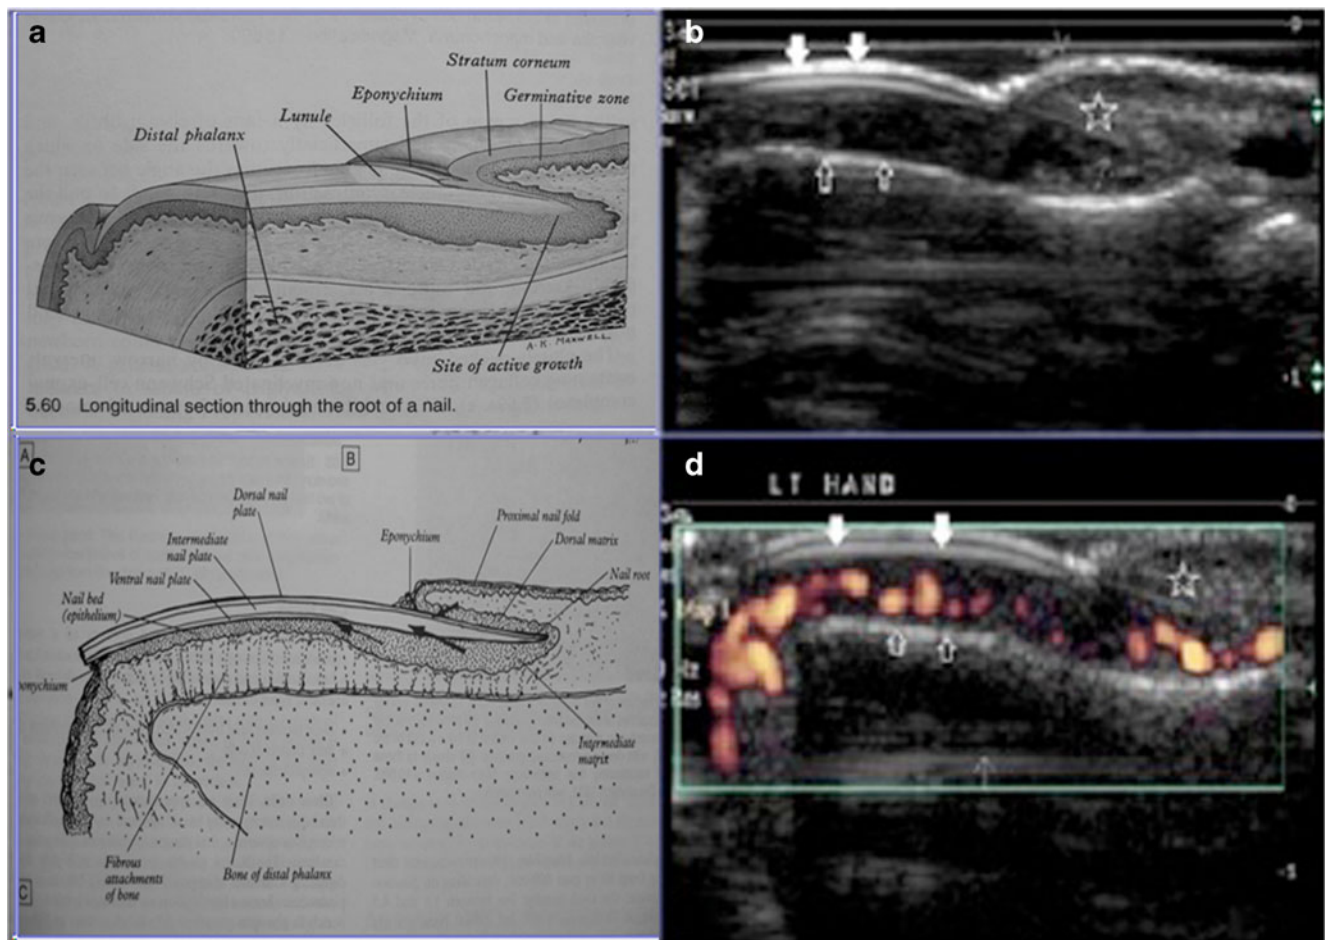 a
Stratum corneum
Eponychium
Germinative zone
Lunule
Distal phalanx
A.K. MAXWELL
Site of active growth
5.60 Longitudinal section through the root of a nail.
b
c
A
B
Dorsal nail
plate
Intermediate
nail plate
Ventral nail plate
Nail bed
(epithelium)
Eponychium
Proximal nail fold
Dorsal matrix
Nail root
ponychium
Intermediate
matrix
Fibrous
attachments
of bone
Bone of distal phalanx
C
d
LT HAND